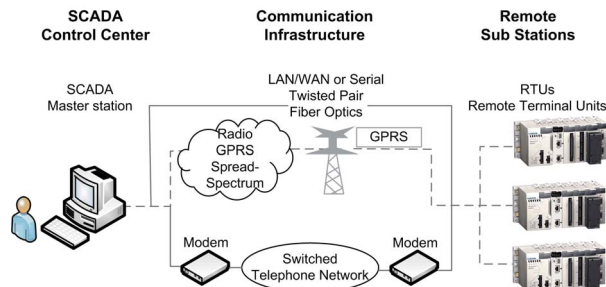 SCADA
Control Center
Communication
Infrastructure
Remote
Sub Stations
SCADA
Master station
LAN/WAN or Serial
Twisted Pair
Fiber Optics
RTUs
Remote Terminal Units
Radio
GPRS
Spread-
Spectrum
GPRS
Modem
Switched
Telephone Network
Modem